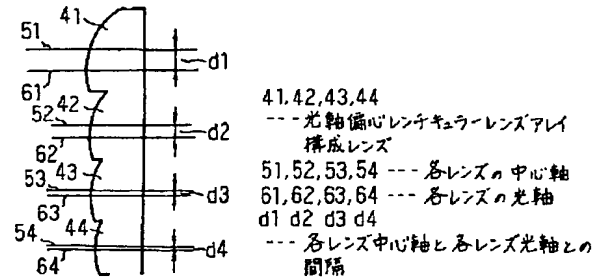 41
51
d1
61
42
52
d2
62
43
53
d3
63
44
54
d4
64
41,42,43,44
--- 光軸偏心レンチキュラーレンズアレイ
構成レンズ
51,52,53,54 --- 各レンズの中心軸
61,62,63,64 --- 各レンズの光軸
d1 d2 d3 d4
--- 各レンズ中心軸と各レンズ光軸との
間隔